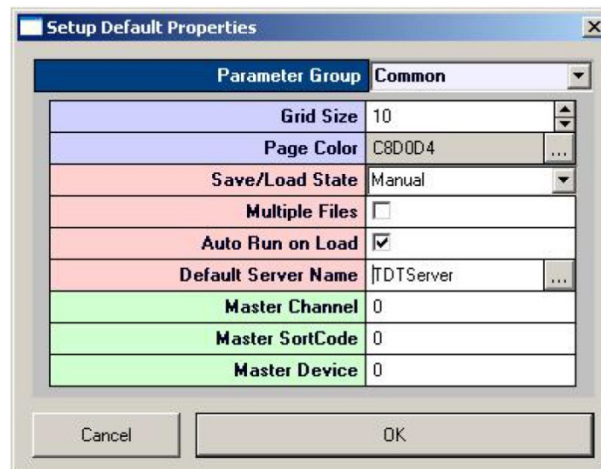 Setup Default Properties
Parameter Group Common
Grid Size 10
Page Color C8D0D4 ...
Save/Load State Manual
Multiple Files
Auto Run on Load
Default Server Name TDTServer ...
Master Channel 0
Master SortCode 0
Master Device 0
Cancel OK